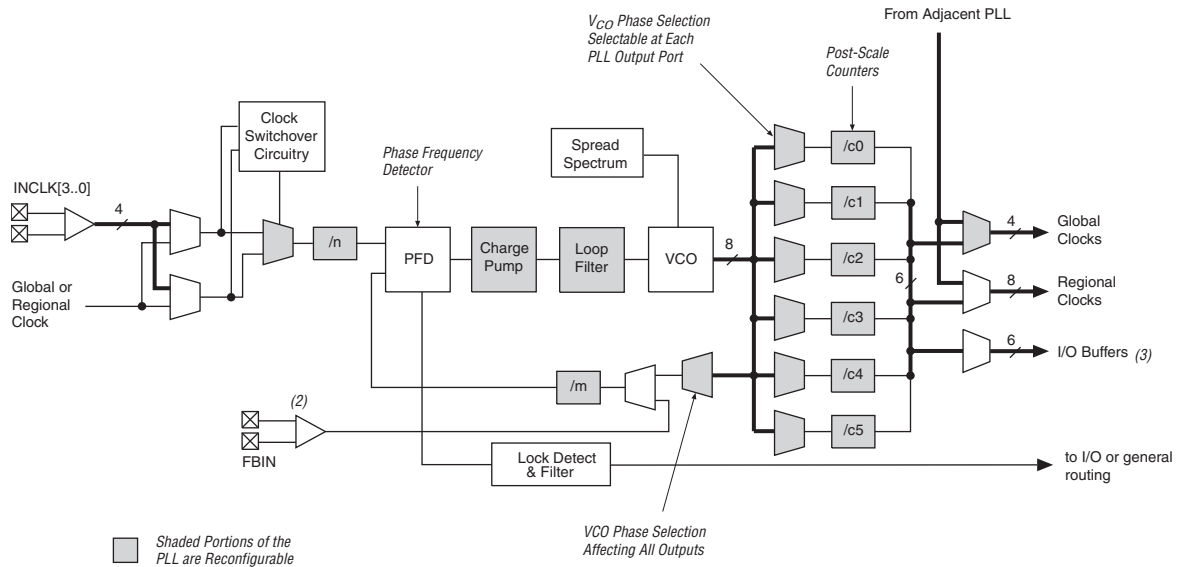 From Adjacent PLL
VCO Phase Selection
Selectable at Each
PLL Output Port
Post-Scale
Counters
Clock
Switchover
Circuitry
Spread
Spectrum
Phase Frequency
Detector
INCLK[3..0]
4
/n
PFD
Charge
Pump
Loop
Filter
VCO
8
/c0
/c1
/c2
/c3
/c4
/c5
6
4
Global
Clocks
8
Regional
Clocks
6
I/O Buffers (3)
Global or
Regional
Clock
/m
(2)
FBIN
Lock Detect
& Filter
to I/O or general
routing
VCO Phase Selection
Affecting All Outputs
Shaded Portions of the
PLL are Reconfigurable